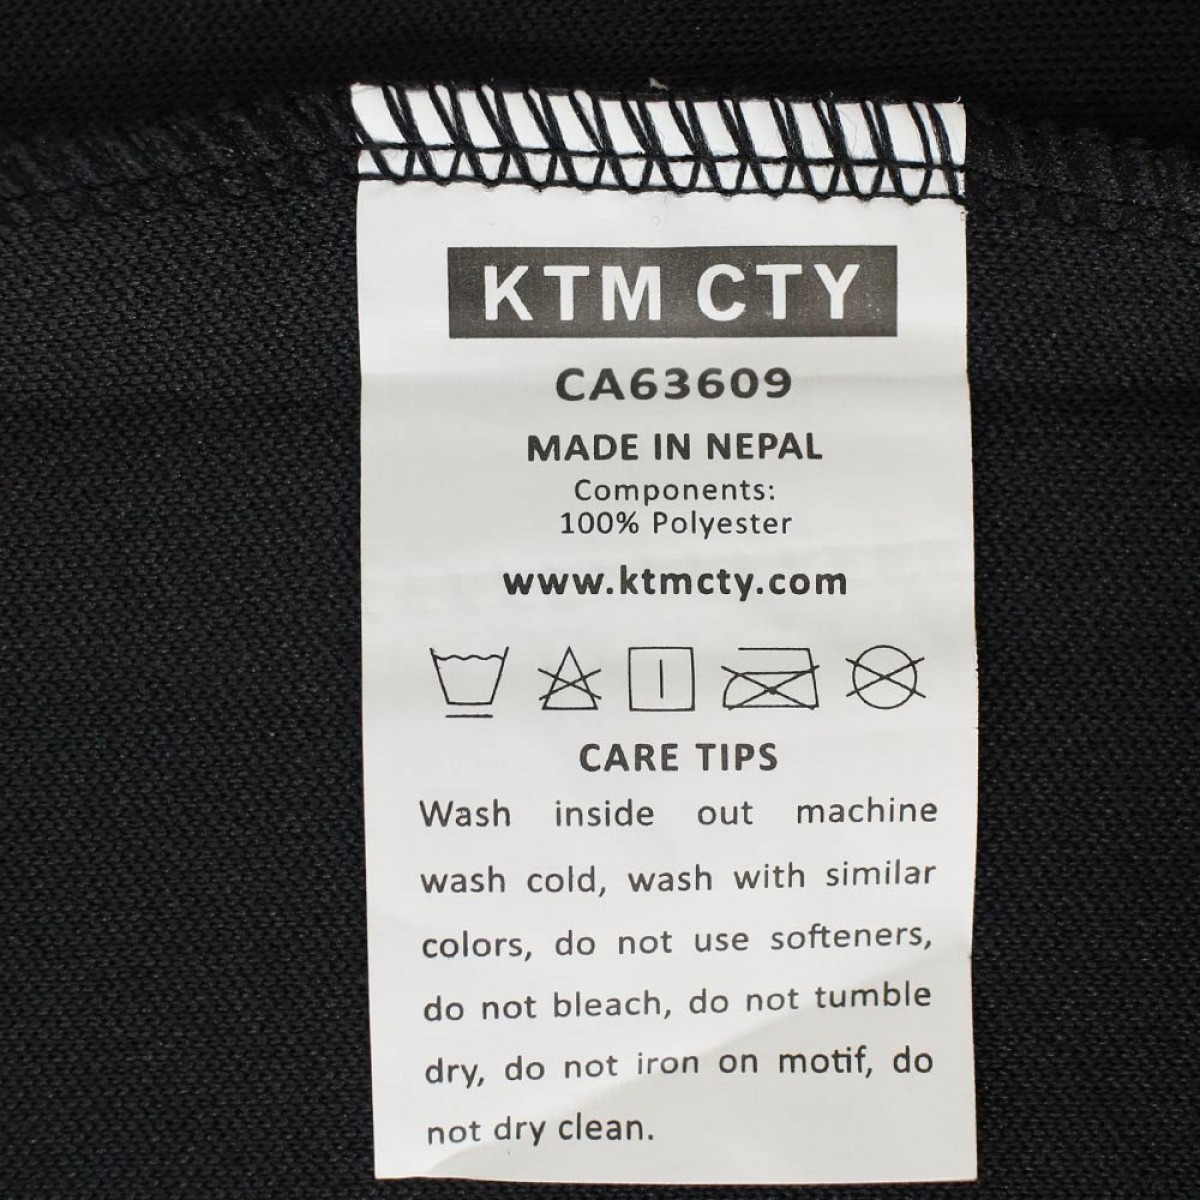 KTM CTY
CA63609
MADE IN NEPAL
Components:
100% Polyester
www.ktmcty.com
CARE TIPS
Wash inside out machine
wash cold, wash with similar
colors, do not use softeners,
do not bleach, do not tumble
dry, do not iron on motif, do
not dry clean.